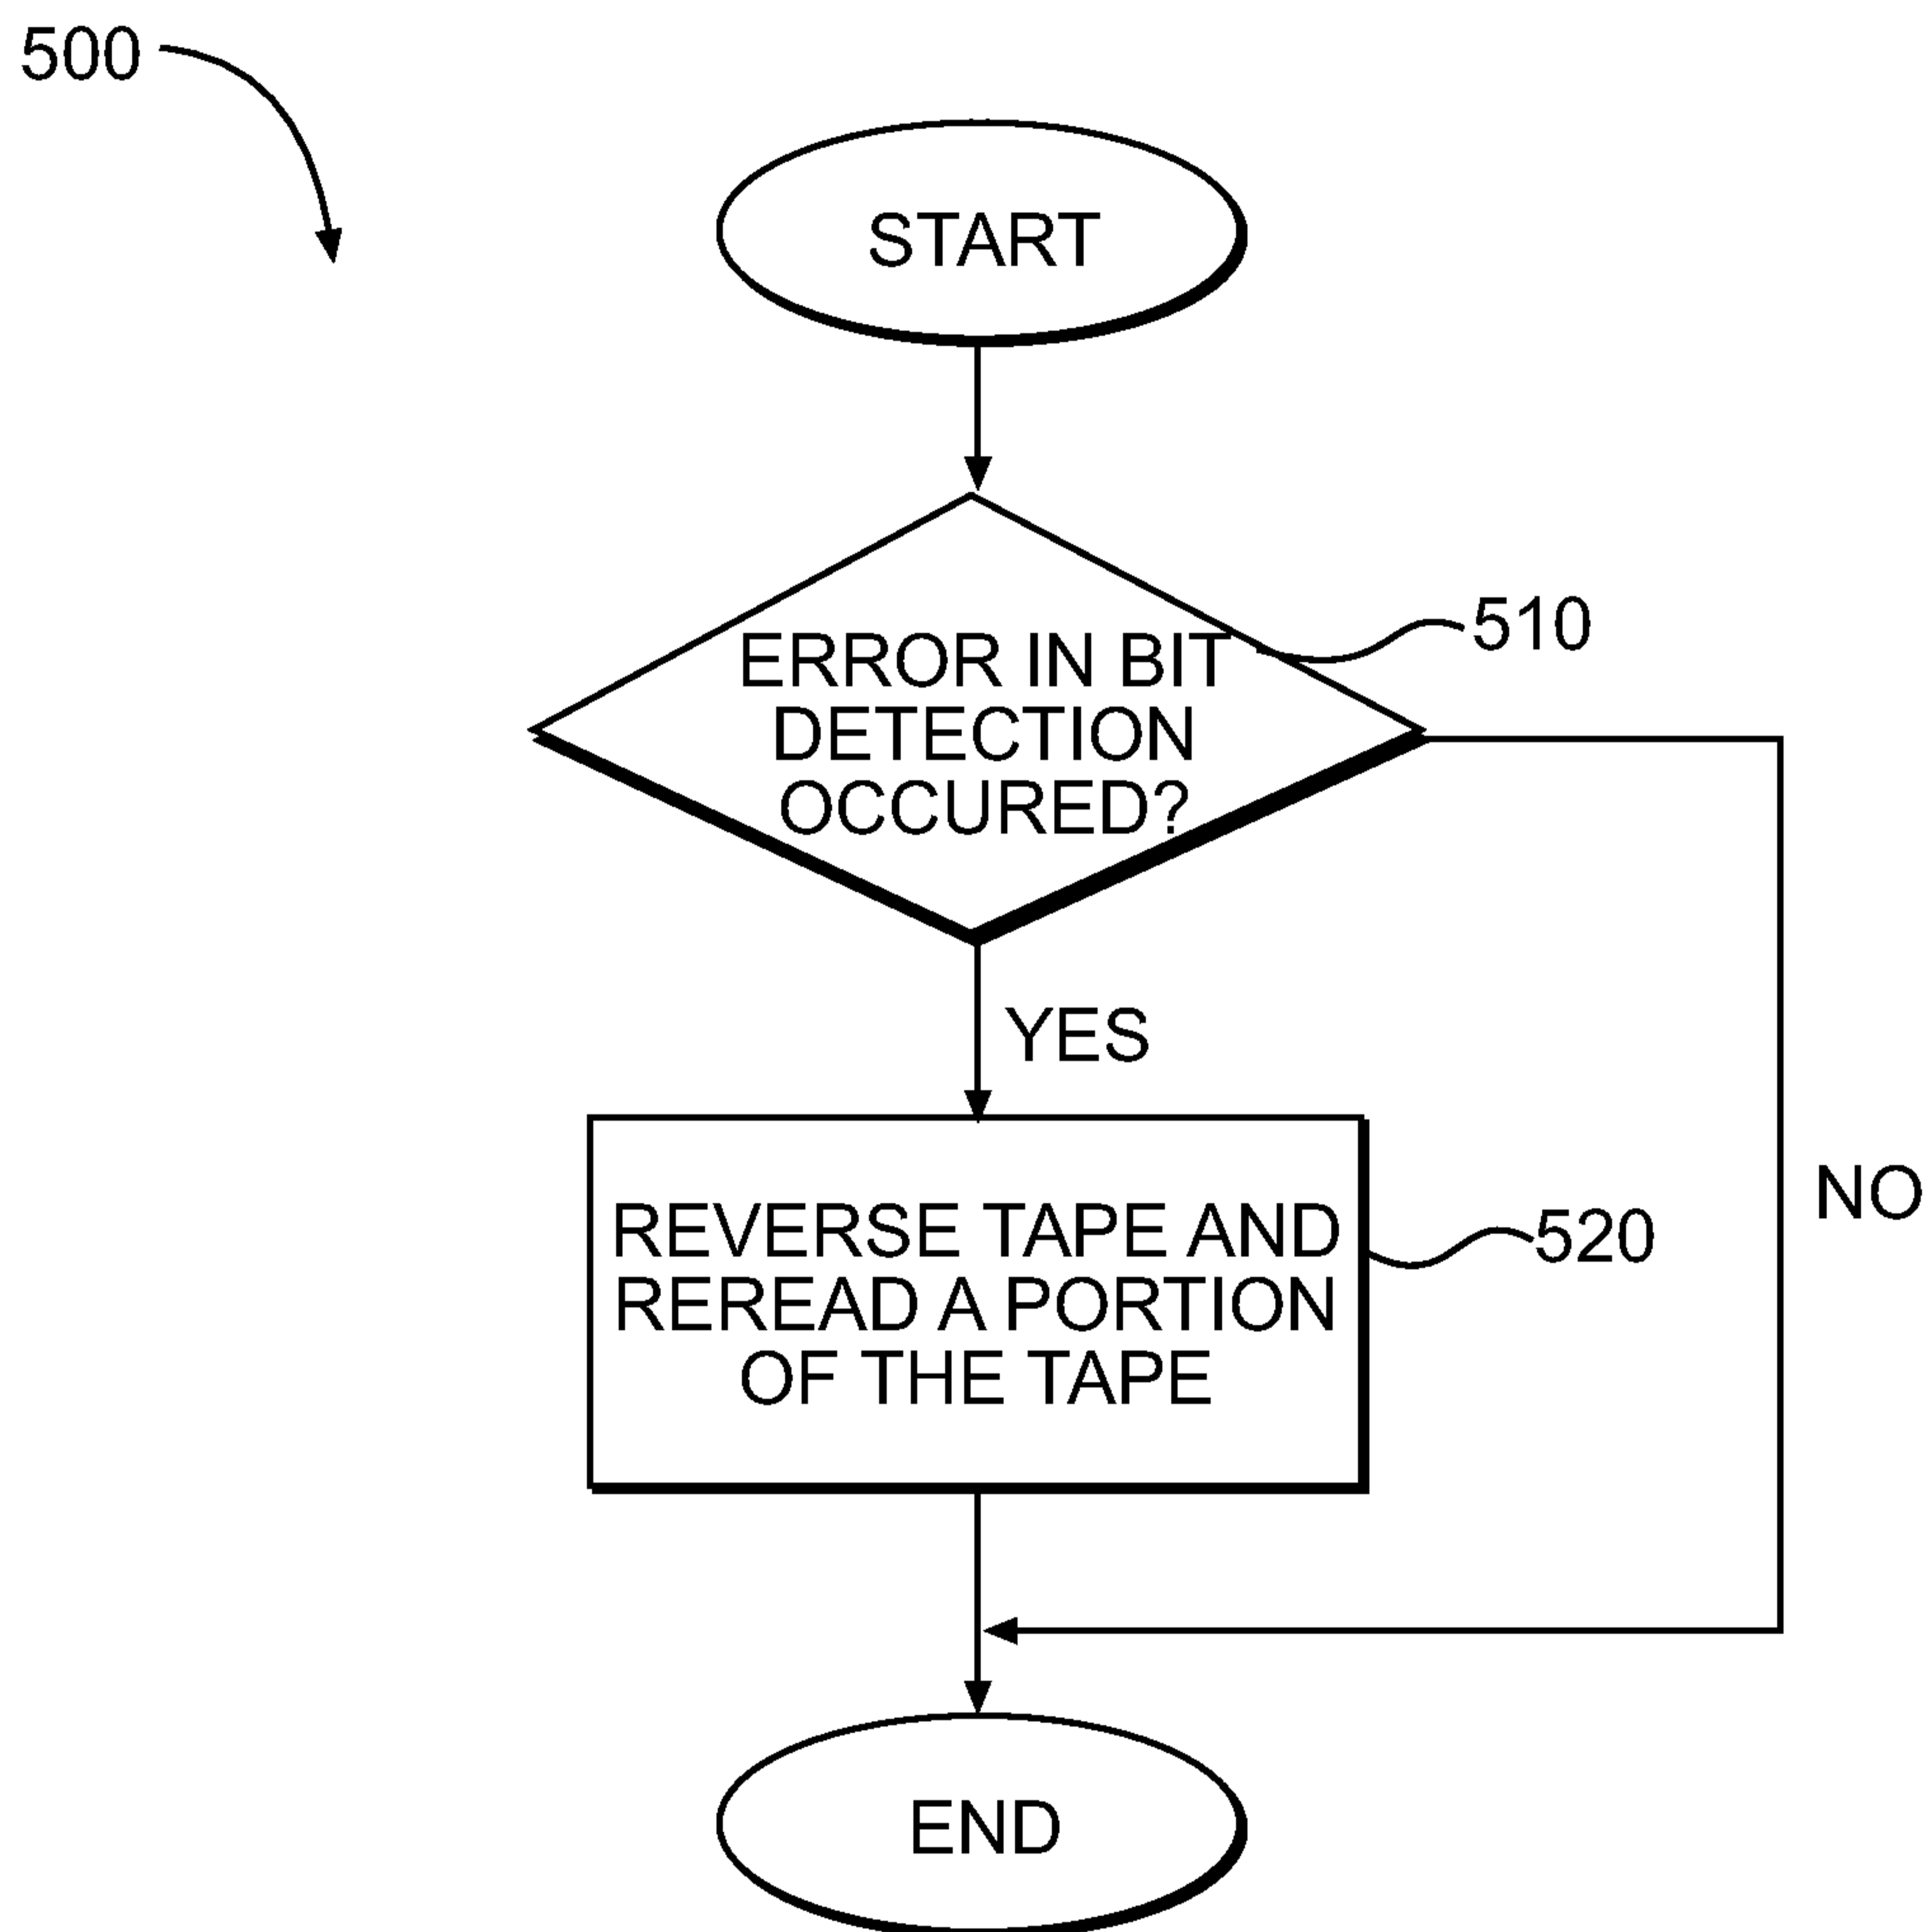 500
START
ERROR IN BIT
DETECTION
OCCURED?
510
YES
NO
REVERSE TAPE AND
REREAD A PORTION
OF THE TAPE
520
END